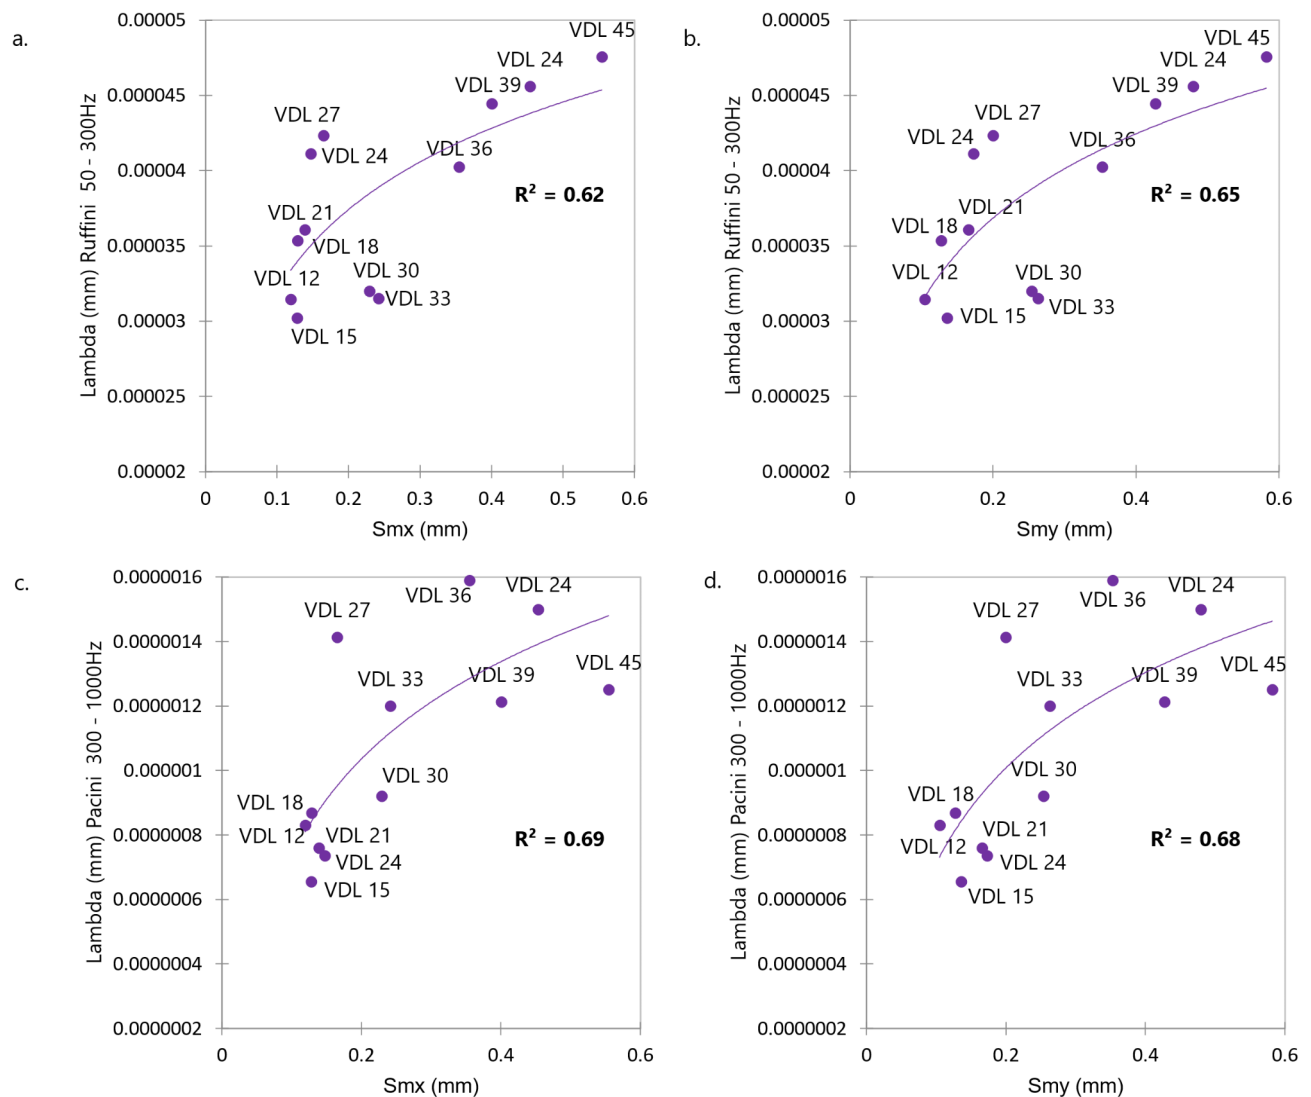 a.
0.00005
0.000045
0.00004
0.000035
0.00003
0.000025
0.00002
Lambda (mm) Ruffini 50 - 300Hz
VDL 45
VDL 24
VDL 39
VDL 27
VDL 24
VDL 36
R² = 0.62
VDL 21
VDL 18
VDL 12
VDL 30
VDL 33
VDL 15
0 0.1 0.2 0.3 0.4 0.5 0.6
Smx (mm)
b.
0.00005
0.000045
0.00004
0.000035
0.00003
0.000025
0.00002
Lambda (mm) Ruffini 50 - 300Hz
VDL 45
VDL 24
VDL 39
VDL 27
VDL 24
VDL 36
R² = 0.65
VDL 21
VDL 18
VDL 12
VDL 30
VDL 33
VDL 15
0 0.2 0.4 0.6
Smy (mm)
c.
0.0000016
0.0000014
0.0000012
0.000001
0.0000008
0.0000006
0.0000004
0.0000002
Lambda (mm) Pacini 300 - 1000Hz
VDL 24
VDL 36
VDL 27
VDL 33
VDL 39
VDL 45
VDL 30
VDL 18
VDL 12
VDL 21
R² = 0.69
VDL 24
VDL 15
0 0.2 0.4 0.6
Smx (mm)
d.
0.0000016
0.0000014
0.0000012
0.000001
0.0000008
0.0000006
0.0000004
0.0000002
Lambda (mm) Pacini 300 - 1000Hz
VDL 24
VDL 36
VDL 27
VDL 45
VDL 33
VDL 39
VDL 30
VDL 18
VDL 21
R² = 0.68
VDL 12
VDL 24
VDL 15
0 0.2 0.4 0.6
Smy (mm)